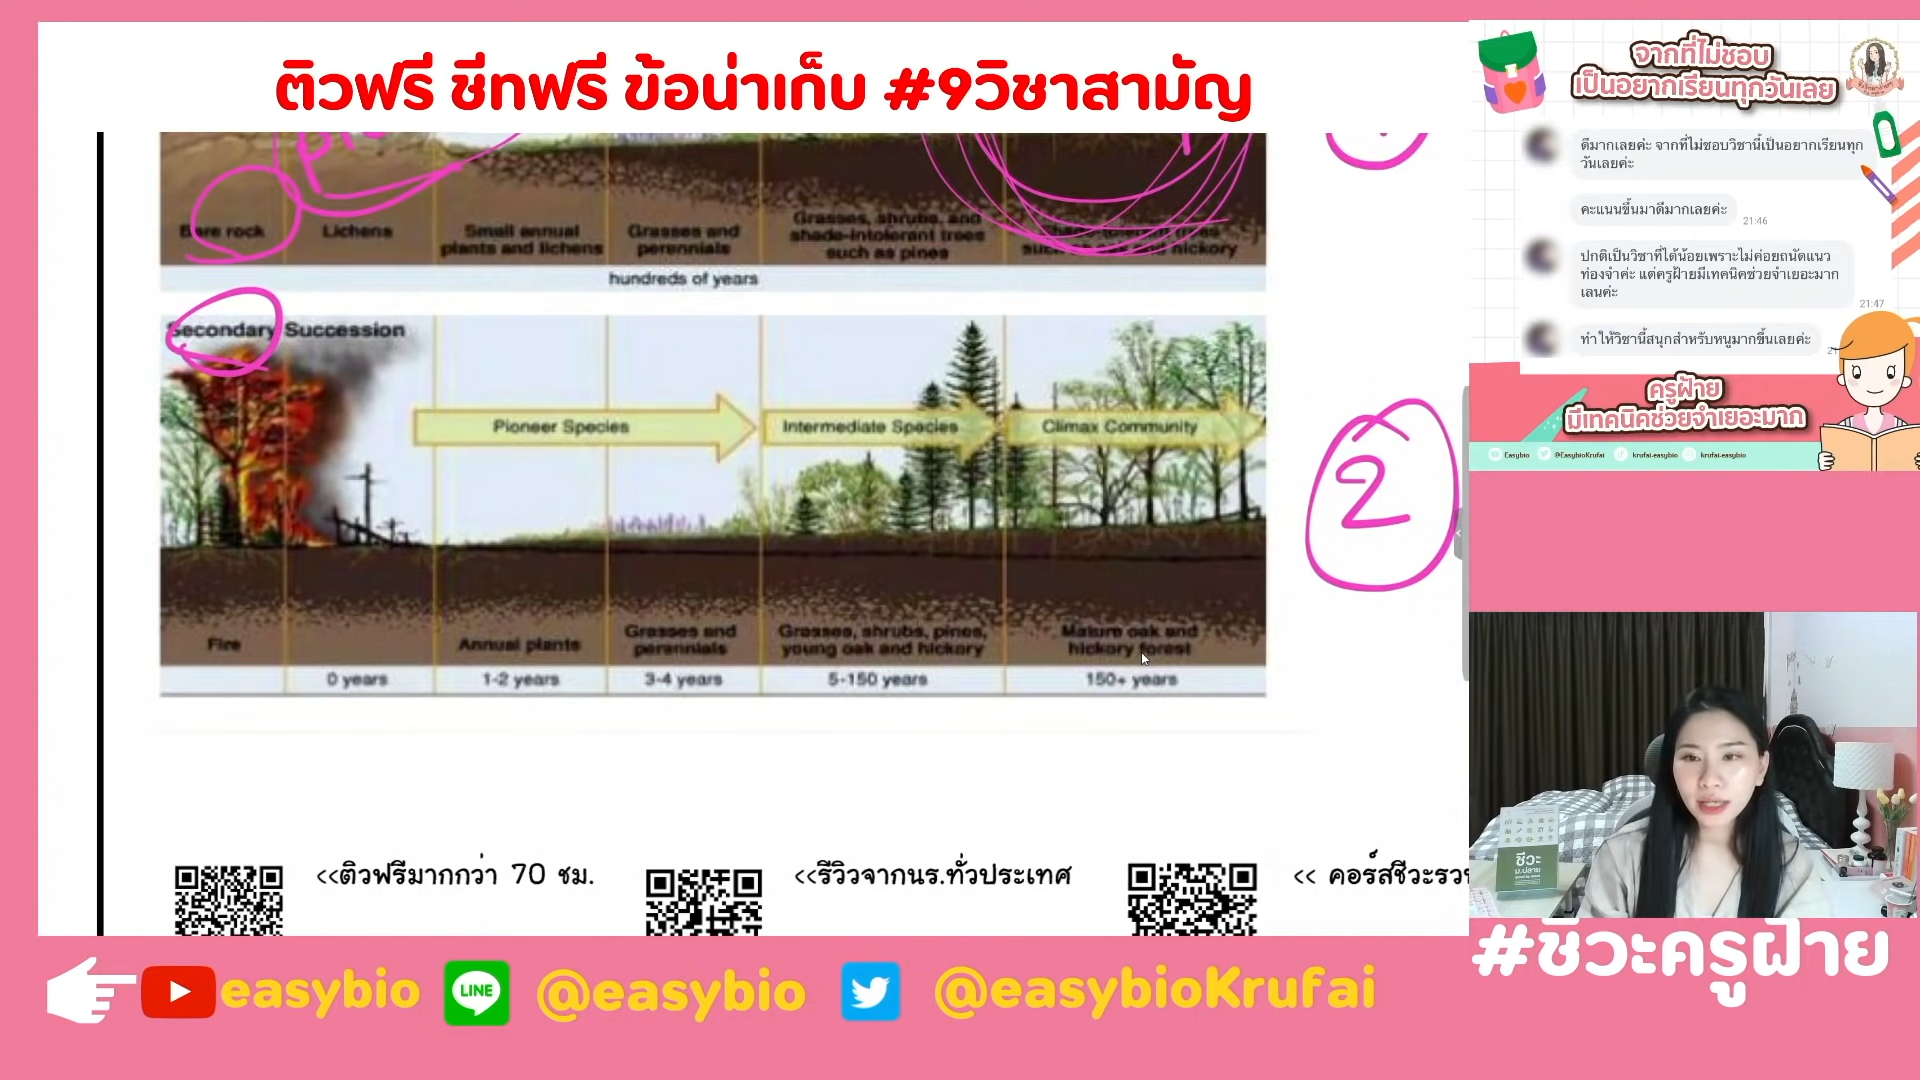 ติวฟรี ชีทฟรี ข้อน่าเก็บ #9วิชาสามัญ
Bare rock
Lichens
Small annual
plants and lichens
Grasses and
perennials
Grasses, shrubs, and
shade-intolerant trees
such as pines
hickory
hundreds of years
Secondary Succession
Pioneer Species
Intermediate Species
Climax Community
2
Fire
Annual plants
Grasses and
perennials
Grasses, shrubs, pines,
young oak and hickory
Mature oak and
hickory forest
0 years
1-2 years
3-4 years
5-150 years
150+ years
<<ติวฟรีมากกว่า 70 ชม.
<<รีวิวจากนร.ทั่วประเทศ
<< คอร์สชีวะรว
จากที่ไม่ชอบ
เป็นอยากเรียนทุกวันเลย
ดีมากเลยค่ะ จากที่ไม่ชอบวิชานี้เป็นอยากเรียนทุก
วันเลยค่ะ
คะแนนขึ้นมาดีมากเลยค่ะ
21:46
ปกติเป็นวิชาที่ได้น้อยเพราะไม่ค่อยถนัดแนว
ท่องจำค่ะ แต่ครูฝ้ายมีเทคนิคช่วยจำเยอะมาก
เลนค่ะ
21:47
ทำให้วิชานี้สนุกสำหรับหนูมากขึ้นเลยค่ะ
ครูฝ้าย
มีเทคนิคช่วยจำเยอะมาก
Easybio
@EasybioKrufai
krufai-easybio
krufai-easybio
ชีวะ
ม.ปลาย
#ชีวะครูฝ้าย
easybio
LINE
@easybio
@easybioKrufai